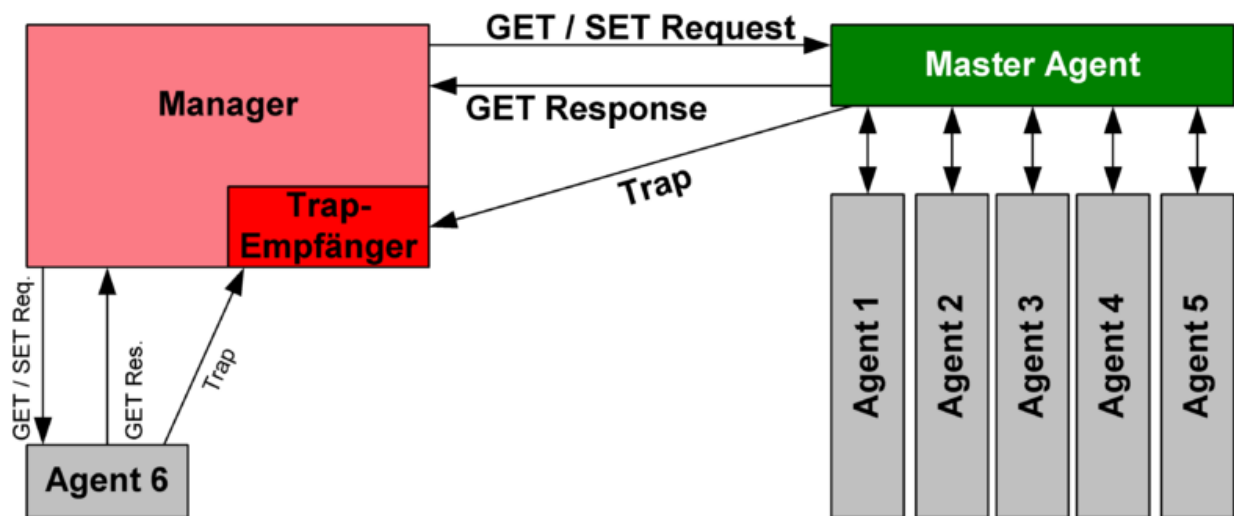 GET / SET Request
Master Agent
Manager
GET Response
Trap
Trap-
Empfänger
GET / SET Req.
GET Res.
Trap
Agent 1
Agent 2
Agent 3
Agent 4
Agent 5
Agent 6